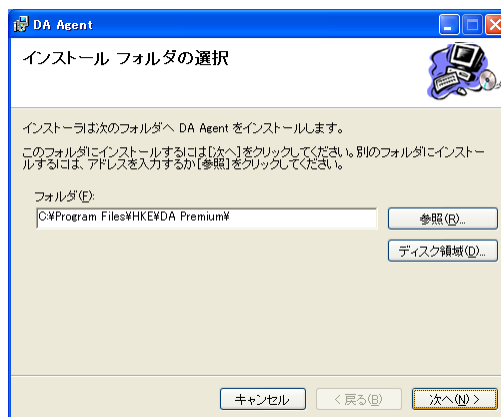 DA Agent
インストール フォルダの選択
インストーラは次のフォルダへ DA Agent をインストールします。
このフォルダにインストールするには[次へ]をクリックしてください。別のフォルダにインストー
ルするには、アドレスを入力するか[参照]をクリックしてください。
フォルダ(F):
C:¥Program Files¥HKE¥DA Premium¥
参照(R)...
ディスク領域(D)...
キャンセル
< 戻る(B)
次へ(N) >